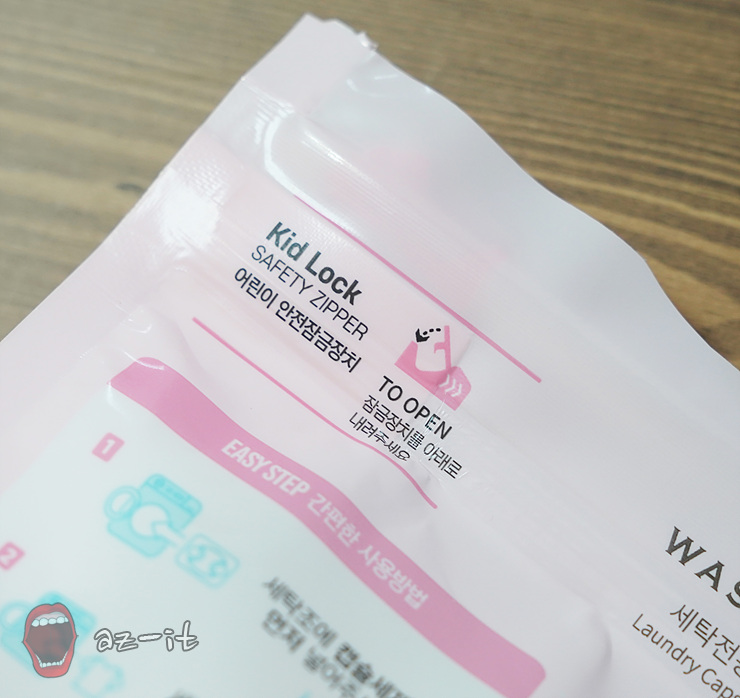 Kid Lock
SAFETY ZIPPER
어린이 안전잠금장치
TO OPEN
잠금장치를 아래로
내려주세요
EASY STEP 간편한 사용방법
1
세탁조에 캡슐세
먼저 넣어주
2
WAS
세탁전
Laundry Cap
az-it